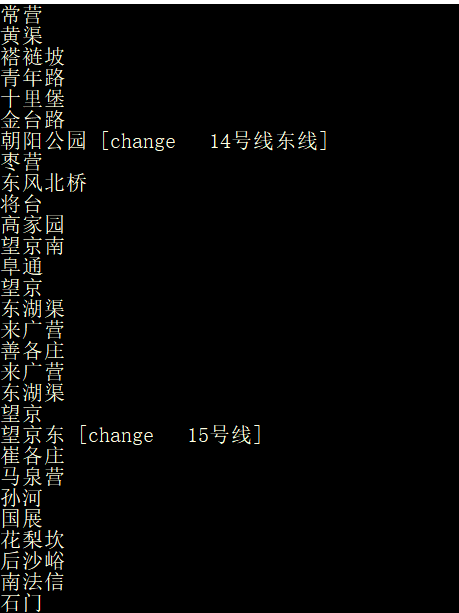 常营
黄渠
褡裢坡
青年路
十里堡
金台路
朝阳公园 [change   14号线东线]
枣营
东风北桥
将台
高家园
望京南
阜通
望京
东湖渠
来广营
善各庄
来广营
东湖渠
望京
望京东 [change   15号线]
崔各庄
马泉营
孙河
国展
花梨坎
后沙峪
南法信
石门